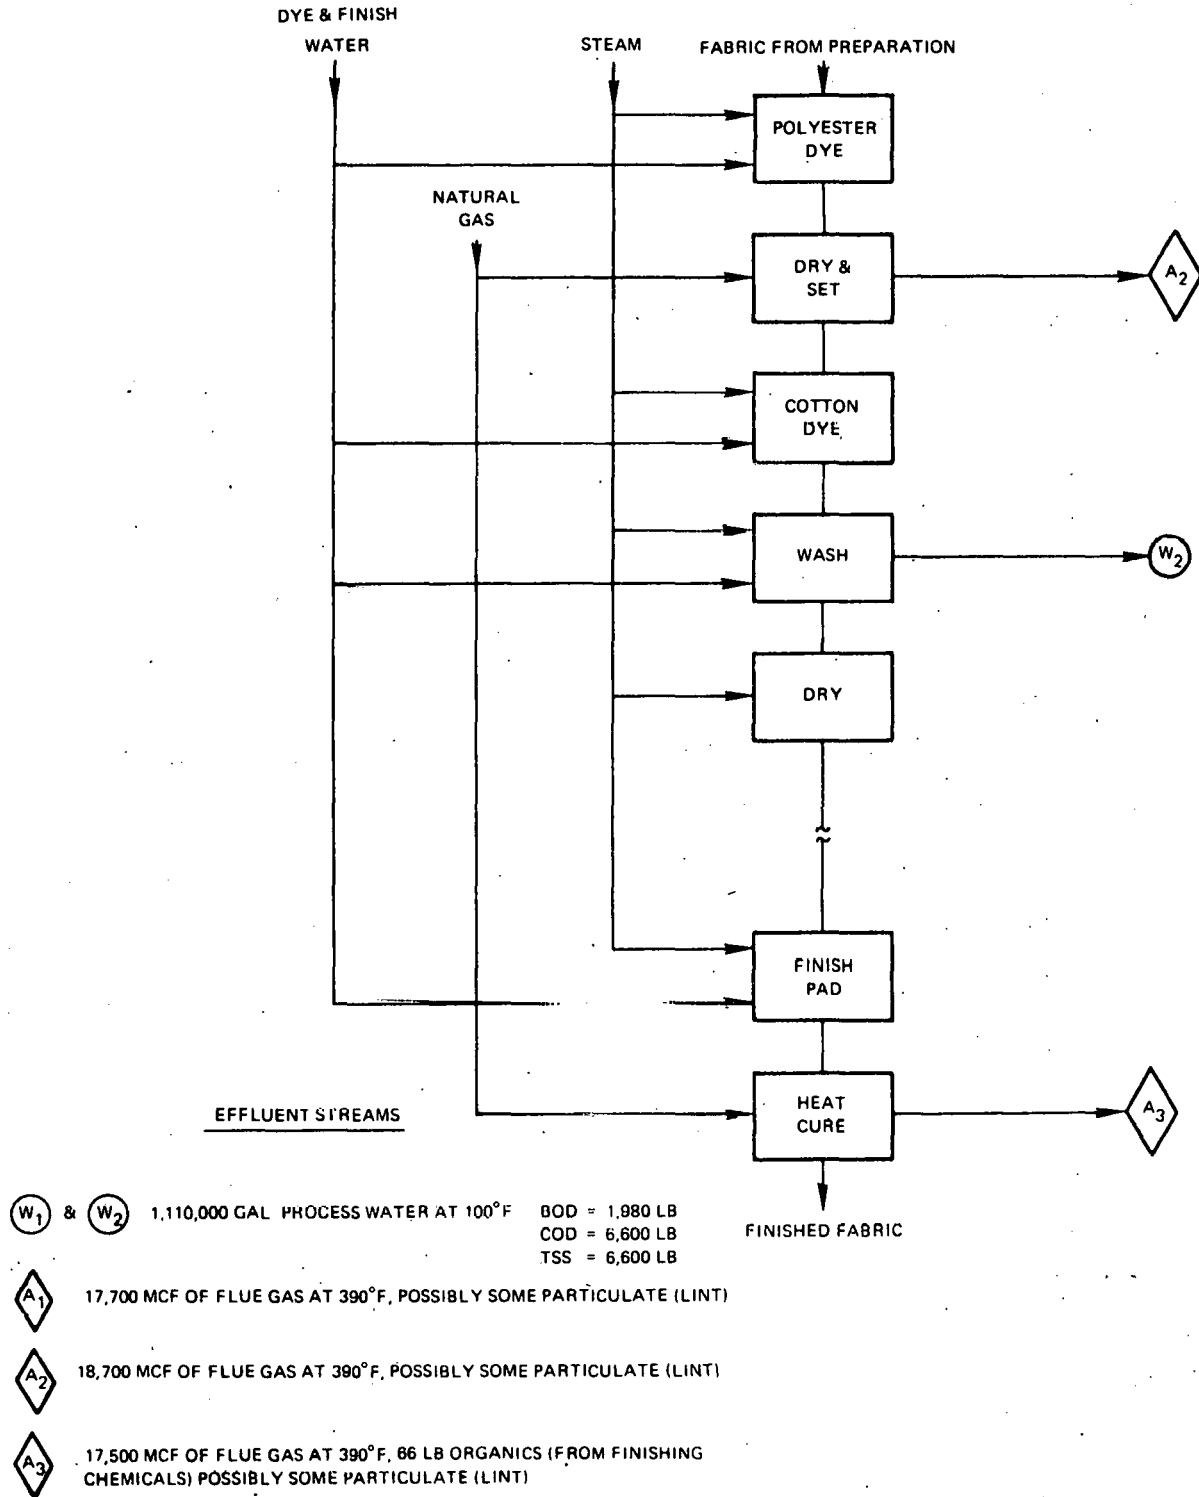 DYE & FINISH
WATER
STEAM
FABRIC FROM PREPARATION
POLYESTER
DYE
NATURAL
GAS
DRY &
SET
A2
COTTON
DYE
WASH
W2
DRY
FINISH
PAD
HEAT
CURE
A3
EFFLUENT STREAMS
FINISHED FABRIC
W1 & W2 1,110,000 GAL PROCESS WATER AT 100°F BOD = 1,980 LB
COD = 6,600 LB
TSS = 6,600 LB
A1 17,700 MCF OF FLUE GAS AT 390°F, POSSIBLY SOME PARTICULATE (LINT)
A2 18,700 MCF OF FLUE GAS AT 390°F, POSSIBLY SOME PARTICULATE (LINT)
A3 17,500 MCF OF FLUE GAS AT 390°F, 66 LB ORGANICS (FROM FINISHING
CHEMICALS) POSSIBLY SOME PARTICULATE (LINT)